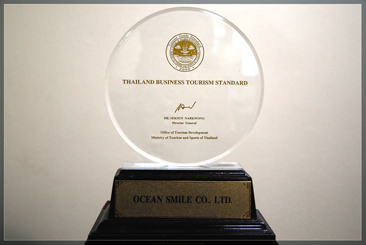 THAILAND BUSINESS TOURISM STANDARD
Director General
Office of Tourism Development
Ministry of Tourism and Sports of Thailand
OCEAN SMILE CO., LTD.